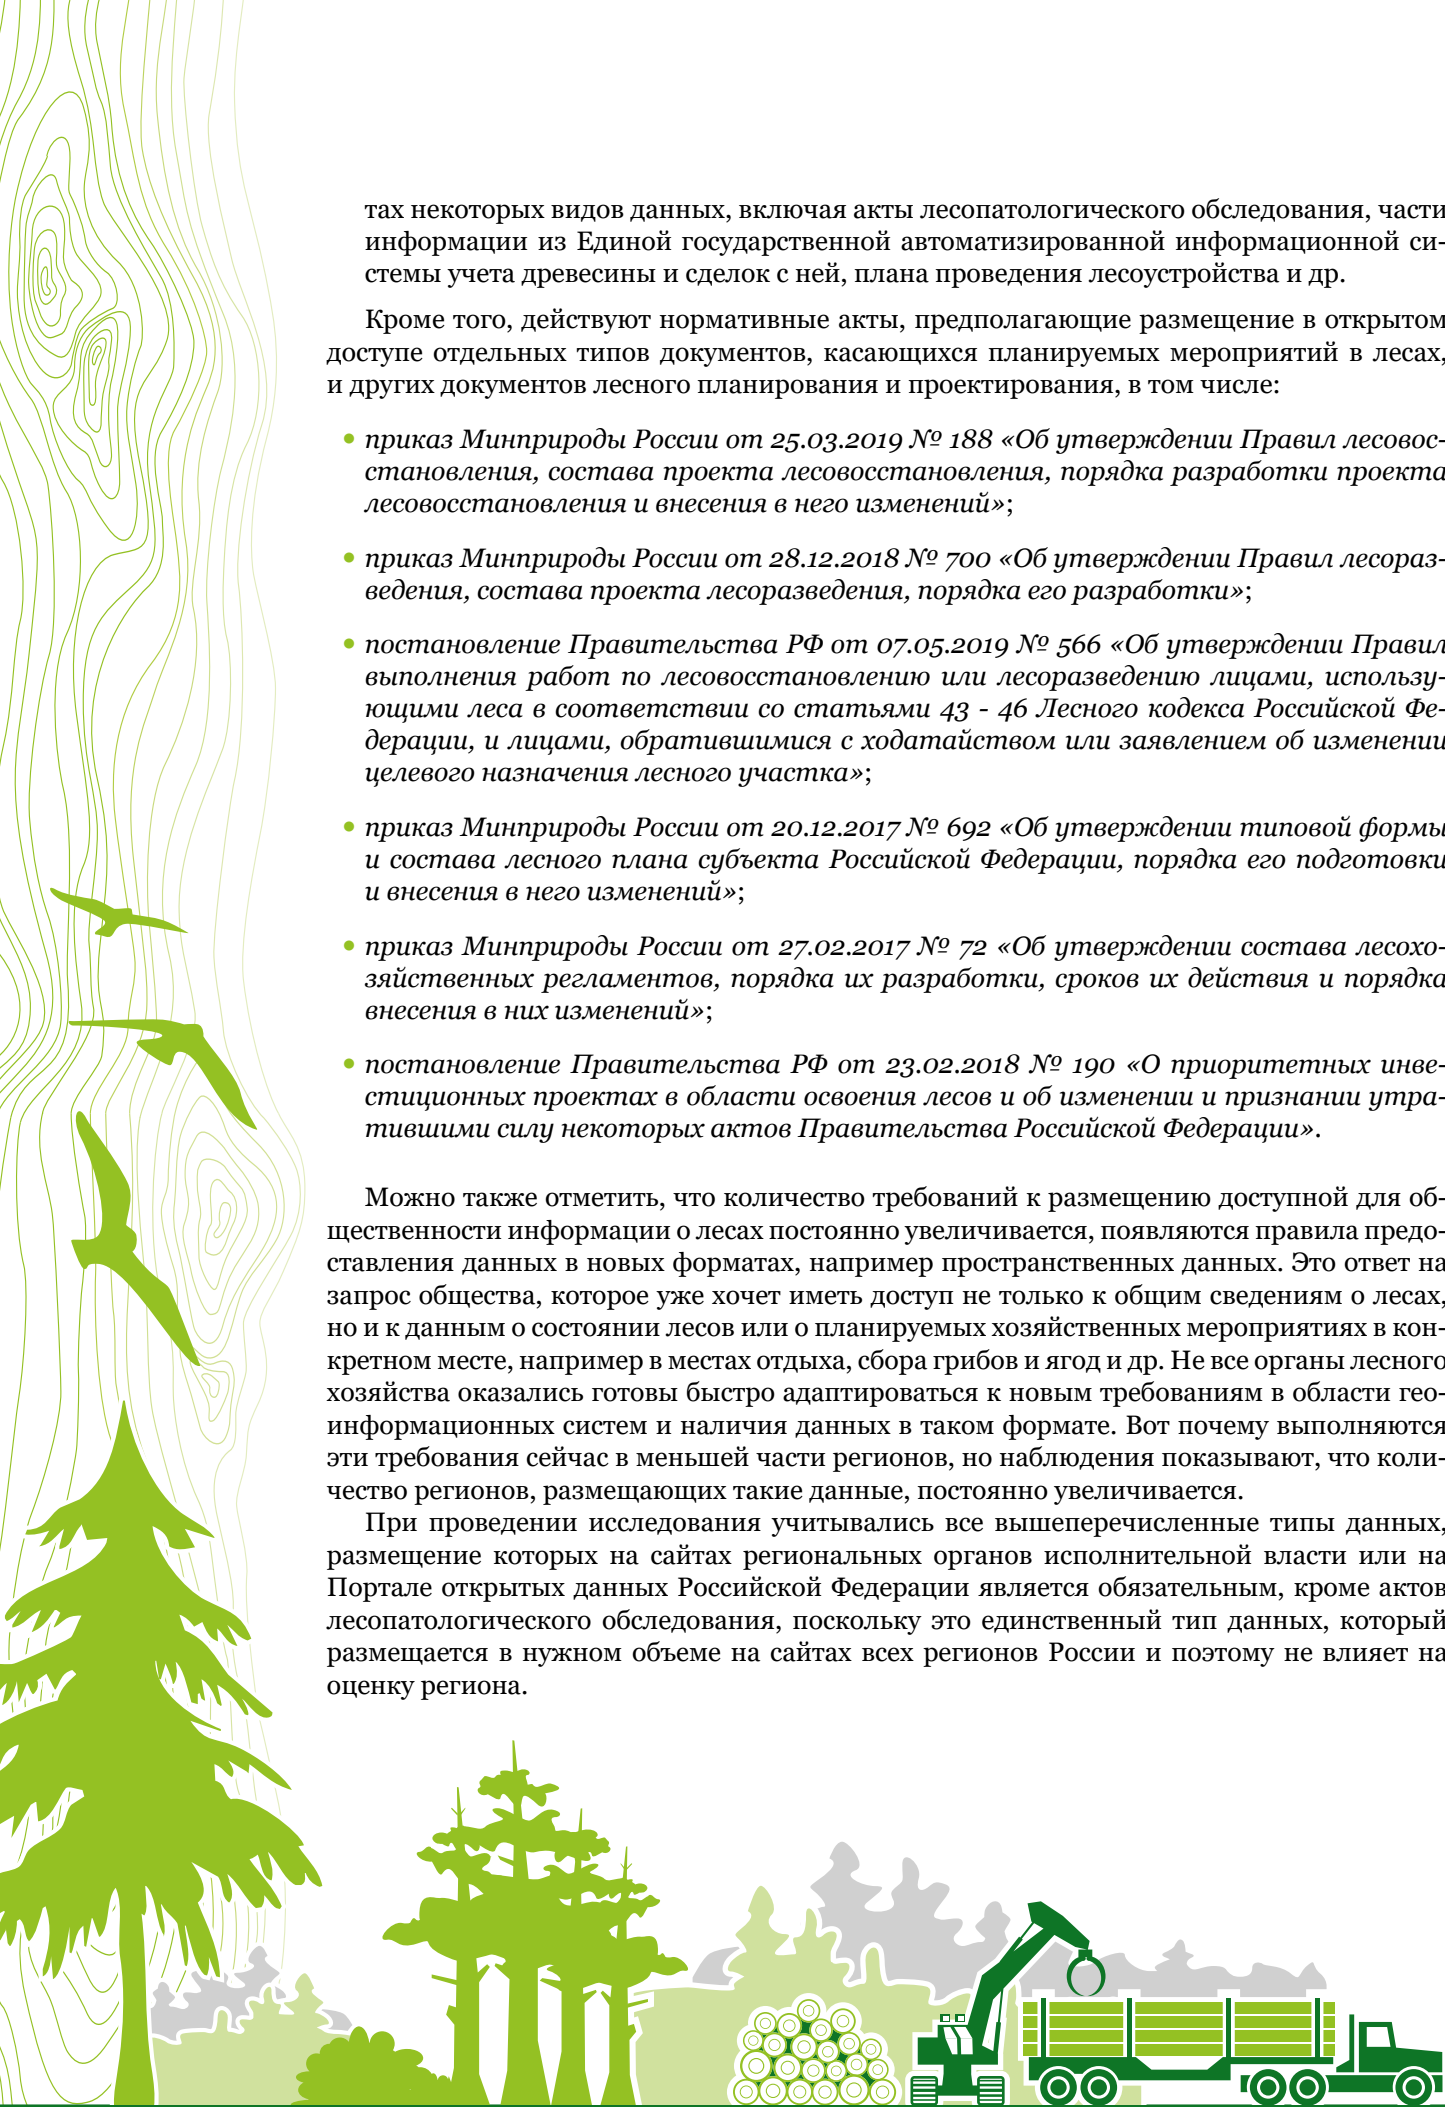 тах некоторых видов данных, включая акты лесопатологического обследования, части
информации из Единой государственной автоматизированной информационной си-
стемы учета древесины и сделок с ней, плана проведения лесоустройства и др.
Кроме того, действуют нормативные акты, предполагающие размещение в открытом
доступе отдельных типов документов, касающихся планируемых мероприятий в лесах,
и других документов лесного планирования и проектирования, в том числе:
• приказ Минприроды России от 25.03.2019 № 188 «Об утверждении Правил лесовос-
становления, состава проекта лесовосстановления, порядка разработки проекта
лесовосстановления и внесения в него изменений»;
• приказ Минприроды России от 28.12.2018 № 700 «Об утверждении Правил лесораз-
ведения, состава проекта лесоразведения, порядка его разработки»;
• постановление Правительства РФ от 07.05.2019 № 566 «Об утверждении Правил
выполнения работ по лесовосстановлению или лесоразведению лицами, использу-
ющими леса в соответствии со статьями 43 - 46 Лесного кодекса Российской Фе-
дерации, и лицами, обратившимися с ходатайством или заявлением об изменении
целевого назначения лесного участка»;
• приказ Минприроды России от 20.12.2017 № 692 «Об утверждении типовой формы
и состава лесного плана субъекта Российской Федерации, порядка его подготовки
и внесения в него изменений»;
• приказ Минприроды России от 27.02.2017 № 72 «Об утверждении состава лесохо-
зяйственных регламентов, порядка их разработки, сроков их действия и порядка
внесения в них изменений»;
• постановление Правительства РФ от 23.02.2018 № 190 «О приоритетных инве-
стиционных проектах в области освоения лесов и об изменении и признании утра-
тившими силу некоторых актов Правительства Российской Федерации».
Можно также отметить, что количество требований к размещению доступной для об-
щественности информации о лесах постоянно увеличивается, появляются правила предо-
ставления данных в новых форматах, например пространственных данных. Это ответ на
запрос общества, которое уже хочет иметь доступ не только к общим сведениям о лесах,
но и к данным о состоянии лесов или о планируемых хозяйственных мероприятиях в кон-
кретном месте, например в местах отдыха, сбора грибов и ягод и др. Не все органы лесного
хозяйства оказались готовы быстро адаптироваться к новым требованиям в области гео-
информационных систем и наличия данных в таком формате. Вот почему выполняются
эти требования сейчас в меньшей части регионов, но наблюдения показывают, что коли-
чество регионов, размещающих такие данные, постоянно увеличивается.
При проведении исследования учитывались все вышеперечисленные типы данных,
размещение которых на сайтах региональных органов исполнительной власти или на
Портале открытых данных Российской Федерации является обязательным, кроме актов
лесопатологического обследования, поскольку это единственный тип данных, который
размещается в нужном объеме на сайтах всех регионов России и поэтому не влияет на
оценку региона.